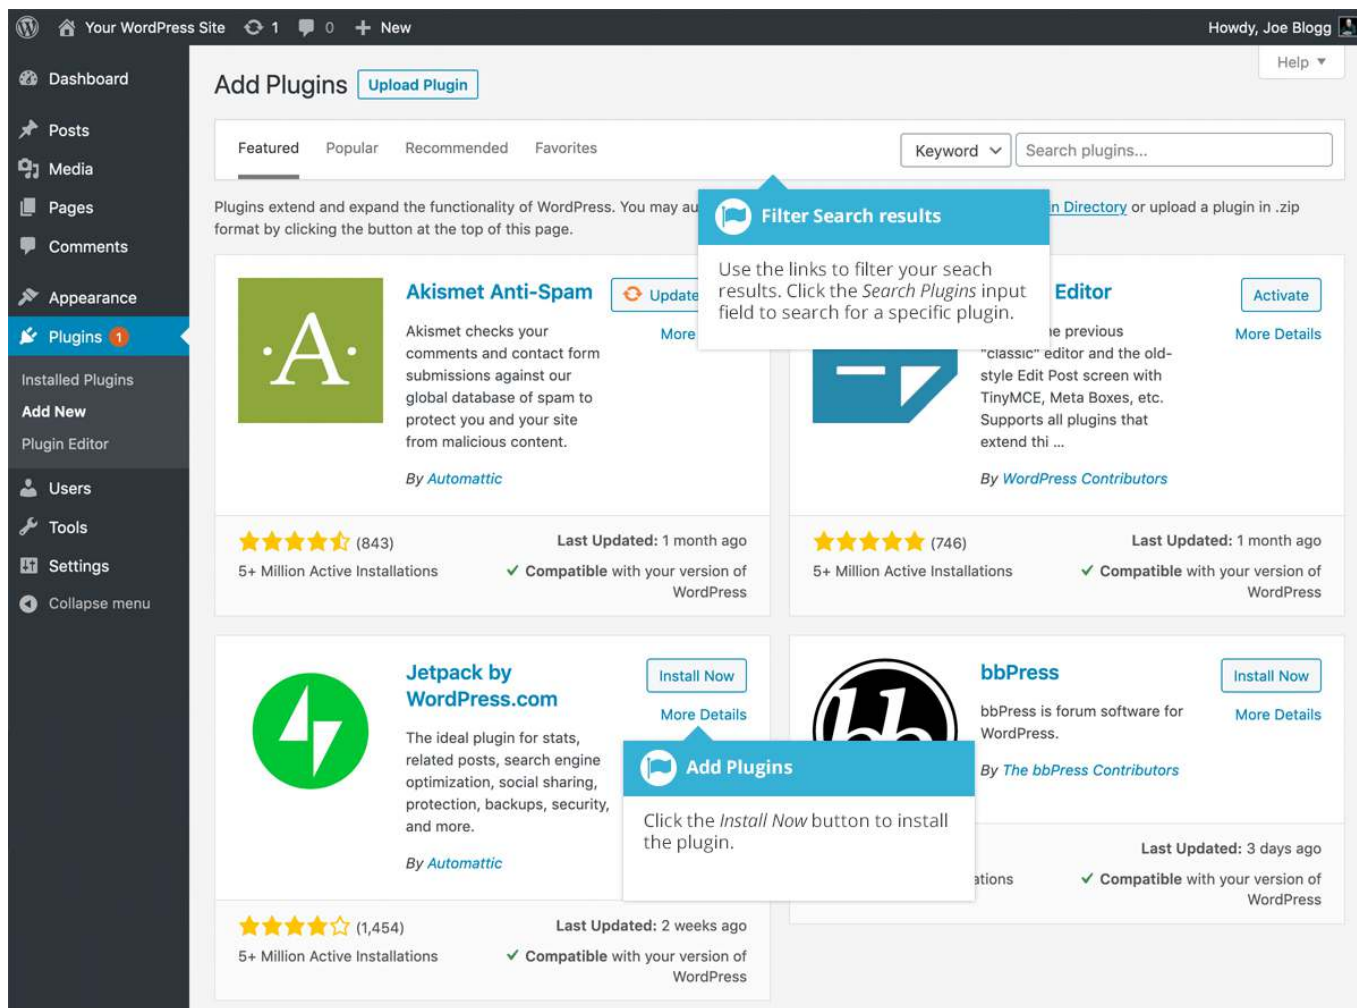 Your WordPress Site 1 0 New Howdy, Joe Blogg
Help
Dashboard
Posts
Media
Pages
Comments
Appearance
Plugins 1
Installed Plugins
Add New
Plugin Editor
Users
Tools
Settings
Collapse menu
Add Plugins Upload Plugin
Featured Popular Recommended Favorites Keyword Search plugins...
Plugins extend and expand the functionality of WordPress. You may au
n Directory or upload a plugin in .zip
format by clicking the button at the top of this page.
Filter Search results
Use the links to filter your seach
results. Click the Search Plugins input
field to search for a specific plugin.
Akismet Anti-Spam
Update
More
Akismet checks your
comments and contact form
submissions against our
global database of spam to
protect you and your site
from malicious content.
By Automattic
(843)
5+ Million Active Installations
Last Updated: 1 month ago
Compatible with your version of
WordPress
Editor
Activate
More Details
e previous
"classic" editor and the old-
style Edit Post screen with
TinyMCE, Meta Boxes, etc.
Supports all plugins that
extend thi ...
By WordPress Contributors
(746)
5+ Million Active Installations
Last Updated: 1 month ago
Compatible with your version of
WordPress
Jetpack by
WordPress.com
Install Now
More Details
The ideal plugin for stats,
related posts, search engine
optimization, social sharing,
protection, backups, security,
and more.
By Automattic
(1,454)
5+ Million Active Installations
Last Updated: 2 weeks ago
Compatible with your version of
WordPress
Add Plugins
Click the Install Now button to install
the plugin.
bb
bbPress
Install Now
More Details
bbPress is forum software for
WordPress.
By The bbPress Contributors
ations
Last Updated: 3 days ago
Compatible with your version of
WordPress